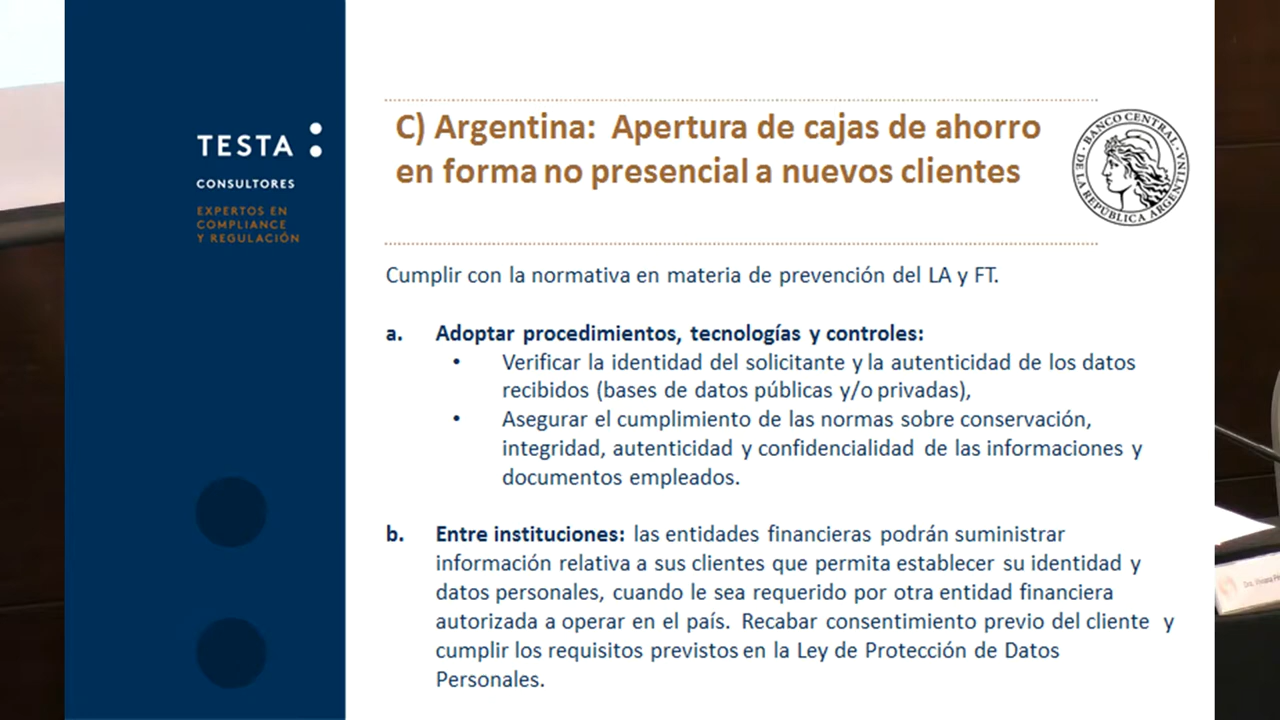 TESTA
CONSULTORES
EXPERTOS EN
COMPLIANCE
Y REGULACIÓN
C) Argentina: Apertura de cajas de ahorro
en forma no presencial a nuevos clientes
BANCO CENTRAL
DE LA REPÚBLICA ARGENTINA
Cumplir con la normativa en materia de prevención del LA y FT.
a. Adoptar procedimientos, tecnologías y controles:
• Verificar la identidad del solicitante y la autenticidad de los datos
recibidos (bases de datos públicas y/o privadas),
• Asegurar el cumplimiento de las normas sobre conservación,
integridad, autenticidad y confidencialidad de las informaciones y
documentos empleados.
b. Entre instituciones: las entidades financieras podrán suministrar
información relativa a sus clientes que permita establecer su identidad y
datos personales, cuando le sea requerido por otra entidad financiera
autorizada a operar en el país. Recabar consentimiento previo del cliente y
cumplir los requisitos previstos en la Ley de Protección de Datos
Personales.